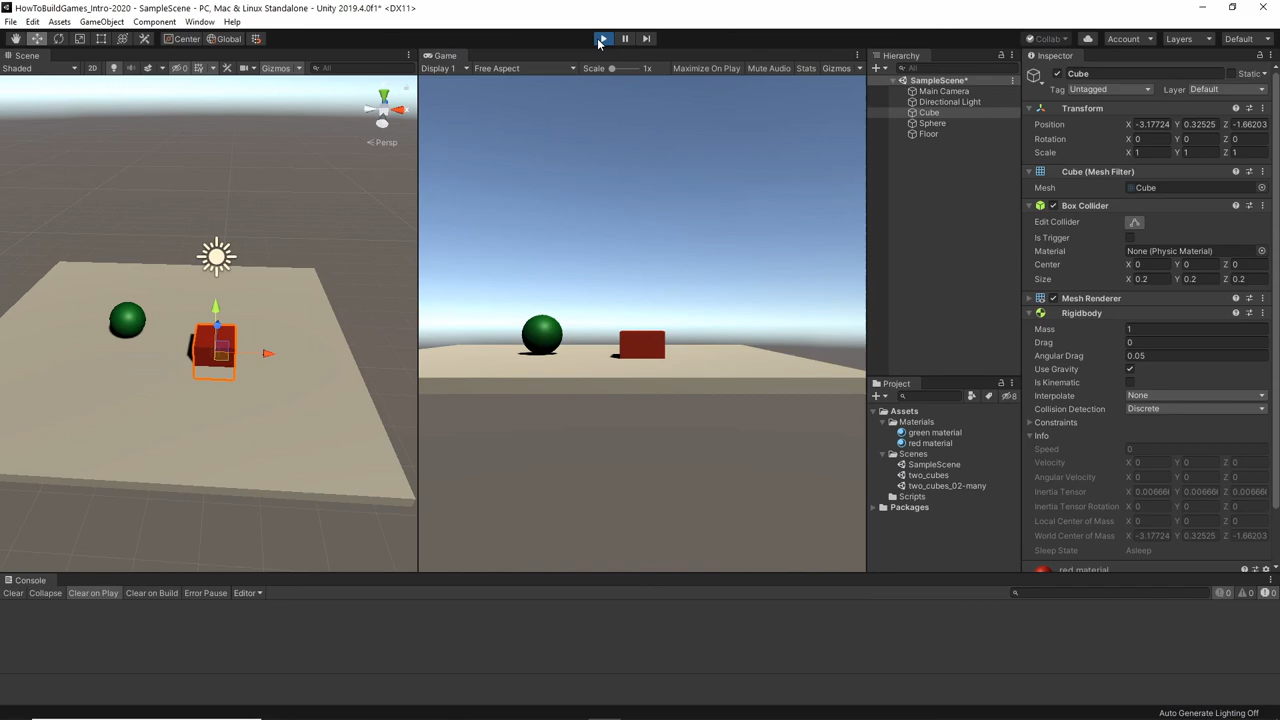 HowToBuildGames_Intro-2020 - SampleScene - PC, Mac & Linux Standalone - Unity 2019.4.0f1* <DX11>
File Edit Assets GameObject Component Window Help
Center Global Collab Account Layers Default
Scene
Shaded 2D 0 Gizmos All
Persp
Game
Display 1 Free Aspect Scale 1x Maximize On Play Mute Audio Stats Gizmos
Hierarchy
All
SampleScene*
Main Camera
Directional Light
Cube
Sphere
Floor
Project
8
Assets
Materials
green material
red material
Scenes
SampleScene
two_cubes
two_cubes_02-many
Scripts
Packages
Inspector
Cube Static
Tag Untagged Layer Default
Transform
Position X -3.17724 Y 0.32525 Z -1.66203
Rotation X 0 Y 0 Z 0
Scale X 1 Y 1 Z 1
Cube (Mesh Filter)
Mesh Cube
Box Collider
Edit Collider
Is Trigger
Material None (Physic Material)
Center X 0 Y 0 Z 0
Size X 0.2 Y 0.2 Z 0.2
Mesh Renderer
Rigidbody
Mass 1
Drag 0
Angular Drag 0.05
Use Gravity
Is Kinematic
Interpolate None
Collision Detection Discrete
Constraints
Info
Speed 0
Velocity X 0 Y 0 Z 0
Angular Velocity X 0 Y 0 Z 0
Inertia Tensor X 0.00666 Y 0.00666 Z 0.00666
Inertia Tensor Rotation X 0 Y 0 Z 0
Local Center of Mass X 0 Y 0 Z 0
World Center of Mass X -3.17724 Y 0.32525 Z -1.66203
Sleep State Asleep
red material
Console
Clear Collapse Clear on Play Clear on Build Error Pause Editor 0 0 0
Auto Generate Lighting Off